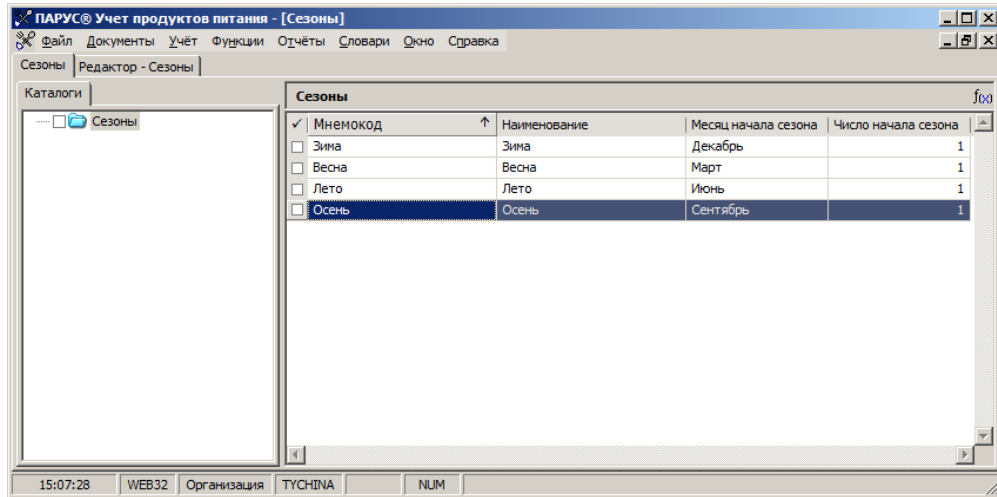 ПАРУС® Учет продуктов питания - [Сезоны]
Файл Документы Учёт Функции Отчёты Словари Окно Справка
Сезоны Редактор - Сезоны
Каталоги
Сезоны
Сезоны f(x)
✓ Мнемокод ↑ Наименование Месяц начала сезона Число начала сезона
Зима Зима Декабрь 1
Весна Весна Март 1
Лето Лето Июнь 1
Осень Осень Сентябрь 1
15:07:28 WEB32 Организация TYCHINA NUM